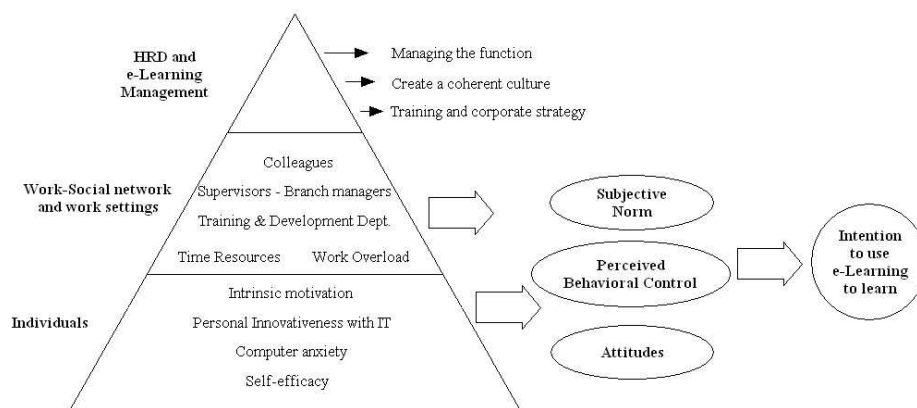 HRD and
e-Learning
Management
Managing the function
Create a coherent culture
Training and corporate strategy
Work-Social network
and work settings
Colleagues
Supervisors - Branch managers
Training & Development Dept.
Time Resources Work Overload
Individuals
Intrinsic motivation
Personal Innovativeness with IT
Computer anxiety
Self-efficacy
Subjective
Norm
Perceived
Behavioral Control
Attitudes
Intention
to use
e-Learning
to learn